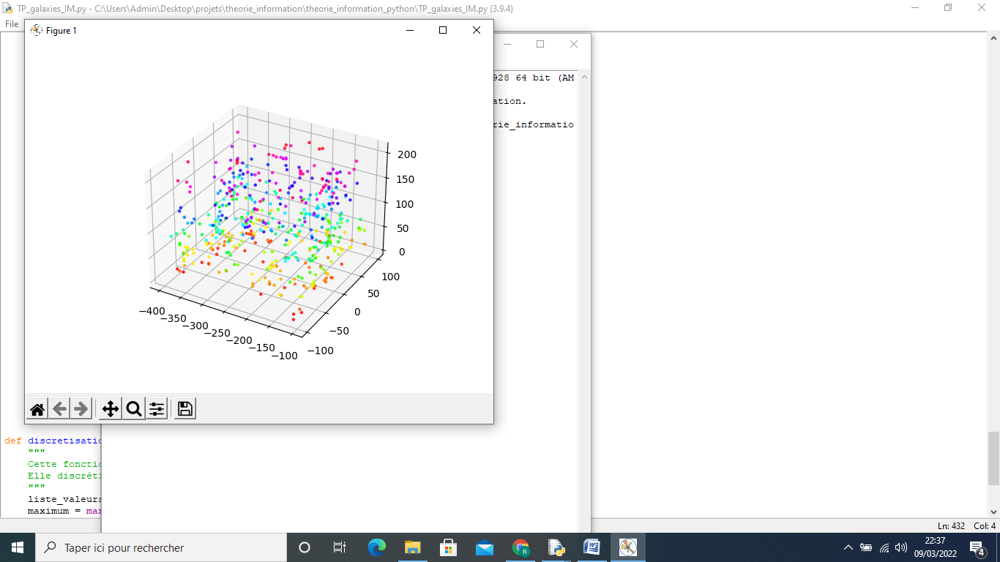 TP_galaxies_IM.py - C:\Users\Admin\Desktop\projets\theorie_information\theorie_information_python\TP_galaxies_IM.py (3.9.4)
File
Figure 1
928 64 bit (AM
ation.
rie_informatio
200
150
100
50
0
100
50
0
−50
−100
−400
−350
−300
−250
−200
−150
−100
def discretisatio
"""
Cette fonctio
Elle discréti
"""
liste_valeurs
maximum = max
Ln: 432 Col: 4
Taper ici pour rechercher
22:37
09/03/2022
4